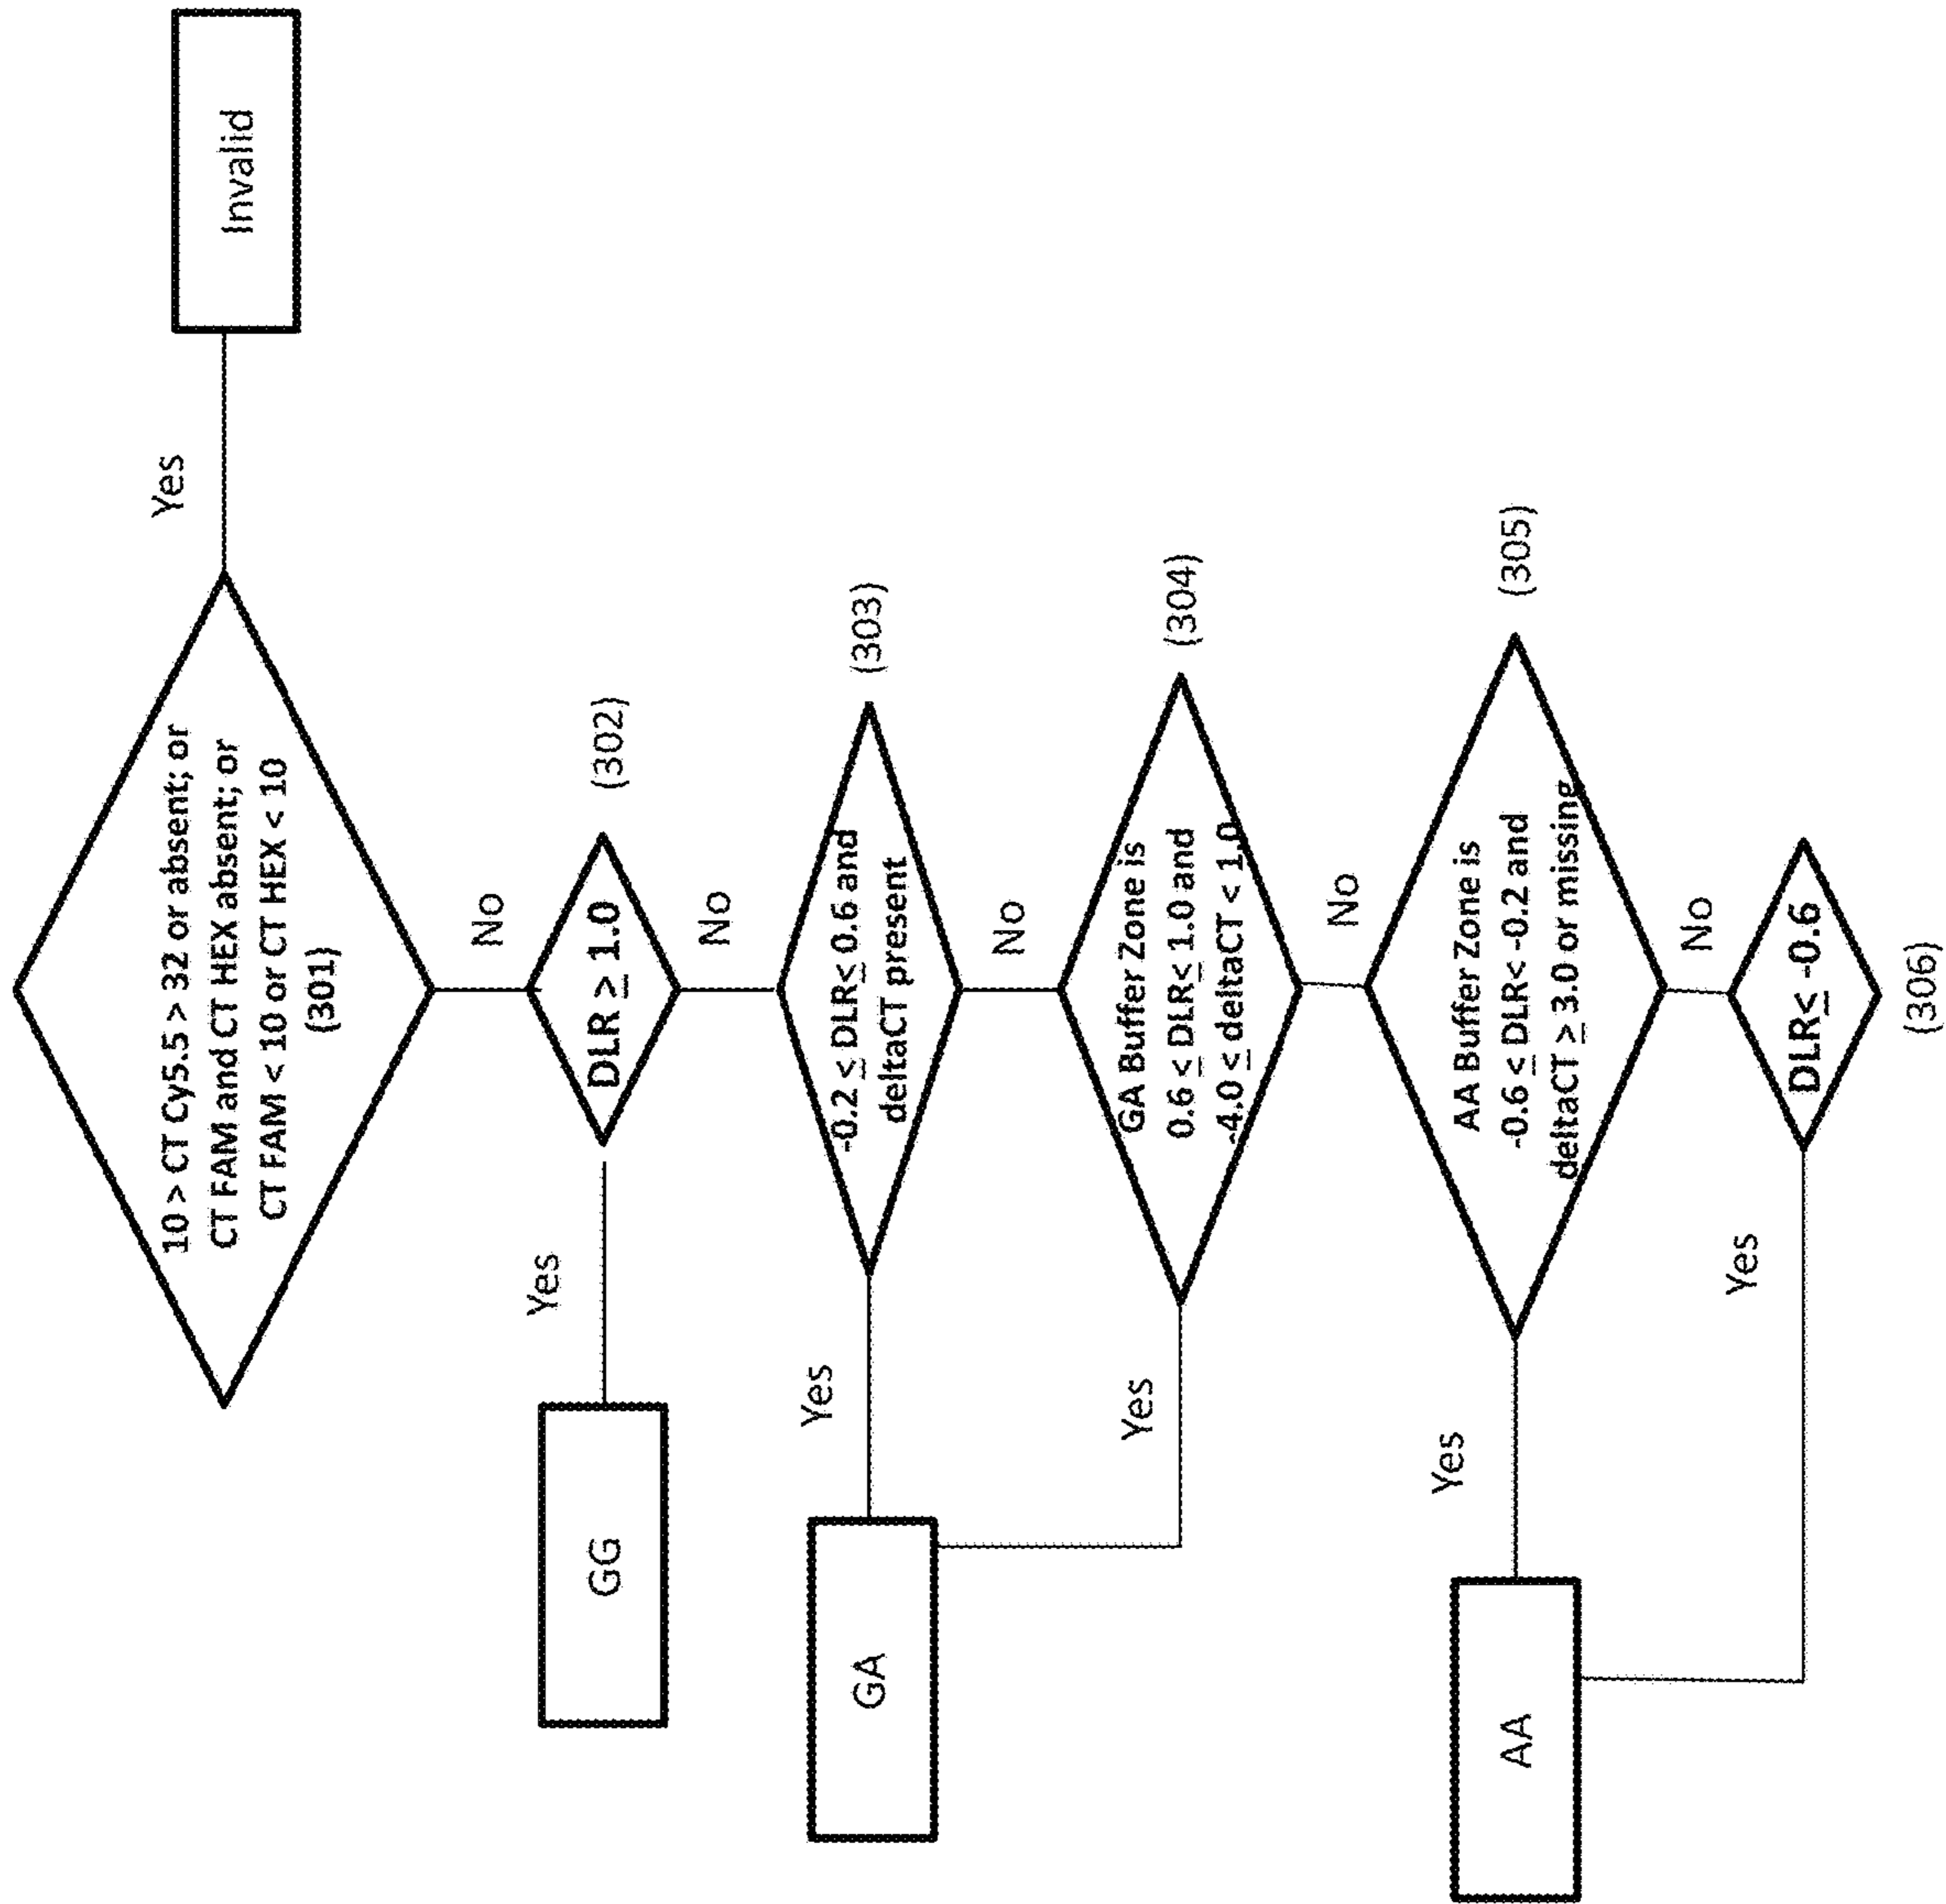 10 > CT Cy5.5 > 32 or absent; or
CT FAM and CT HEX absent; or
CT FAM < 10 or CT HEX < 10
(301)
Yes
Invalid
No
DLR ≥ 1.0
(302)
Yes
GG
No
-0.2 ≤ DLR≤ 0.6 and
deltaCT present
(303)
Yes
GA
No
GA Buffer Zone is
0.6 ≤ DLR≤ 1.0 and
-4.0 ≤ deltaCT < 1.0
(304)
Yes
No
AA Buffer Zone is
-0.6 ≤ DLR< -0.2 and
deltaCT ≥ 3.0 or missing
(305)
Yes
AA
No
DLR≤ -0.6
(306)
Yes